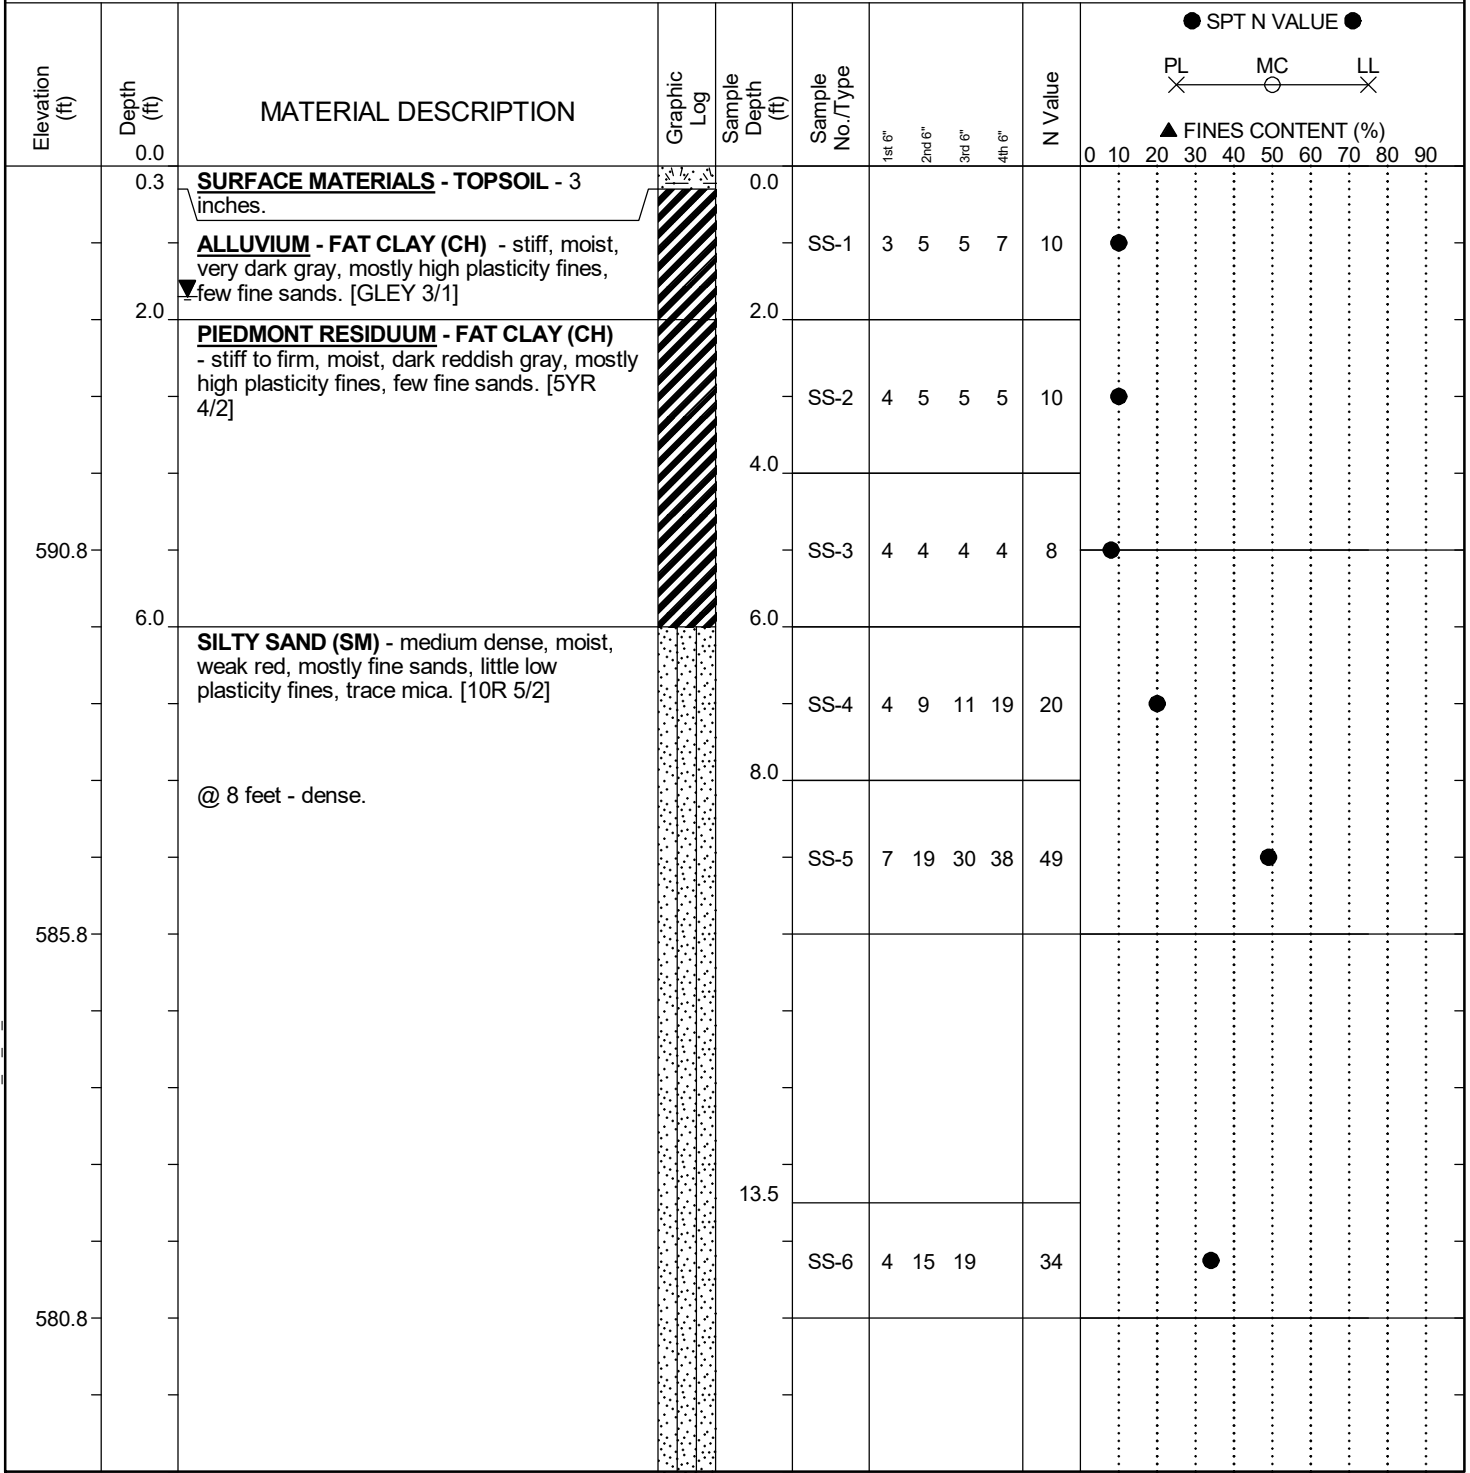 ● SPT N VALUE ●
PL MC LL
▲ FINES CONTENT (%)
0 10 20 30 40 50 60 70 80 90
Elevation (ft)
Depth (ft)
0.0
MATERIAL DESCRIPTION
Graphic Log
Sample Depth (ft)
Sample No./Type
1st 6"
2nd 6"
3rd 6"
4th 6"
N Value
0.3 SURFACE MATERIALS - TOPSOIL - 3 0.0
inches.
ALLUVIUM - FAT CLAY (CH) - stiff, moist, SS-1 3 5 5 7 10
very dark gray, mostly high plasticity fines,
few fine sands. [GLEY 3/1]
2.0 2.0
PIEDMONT RESIDUUM - FAT CLAY (CH)
- stiff to firm, moist, dark reddish gray, mostly
high plasticity fines, few fine sands. [5YR
4/2]
SS-2 4 5 5 5 10
4.0
590.8 SS-3 4 4 4 4 8
6.0 6.0
SILTY SAND (SM) - medium dense, moist,
weak red, mostly fine sands, little low
plasticity fines, trace mica. [10R 5/2]
SS-4 4 9 11 19 20
8.0
@ 8 feet - dense.
SS-5 7 19 30 38 49
585.8
13.5
SS-6 4 15 19 34
580.8